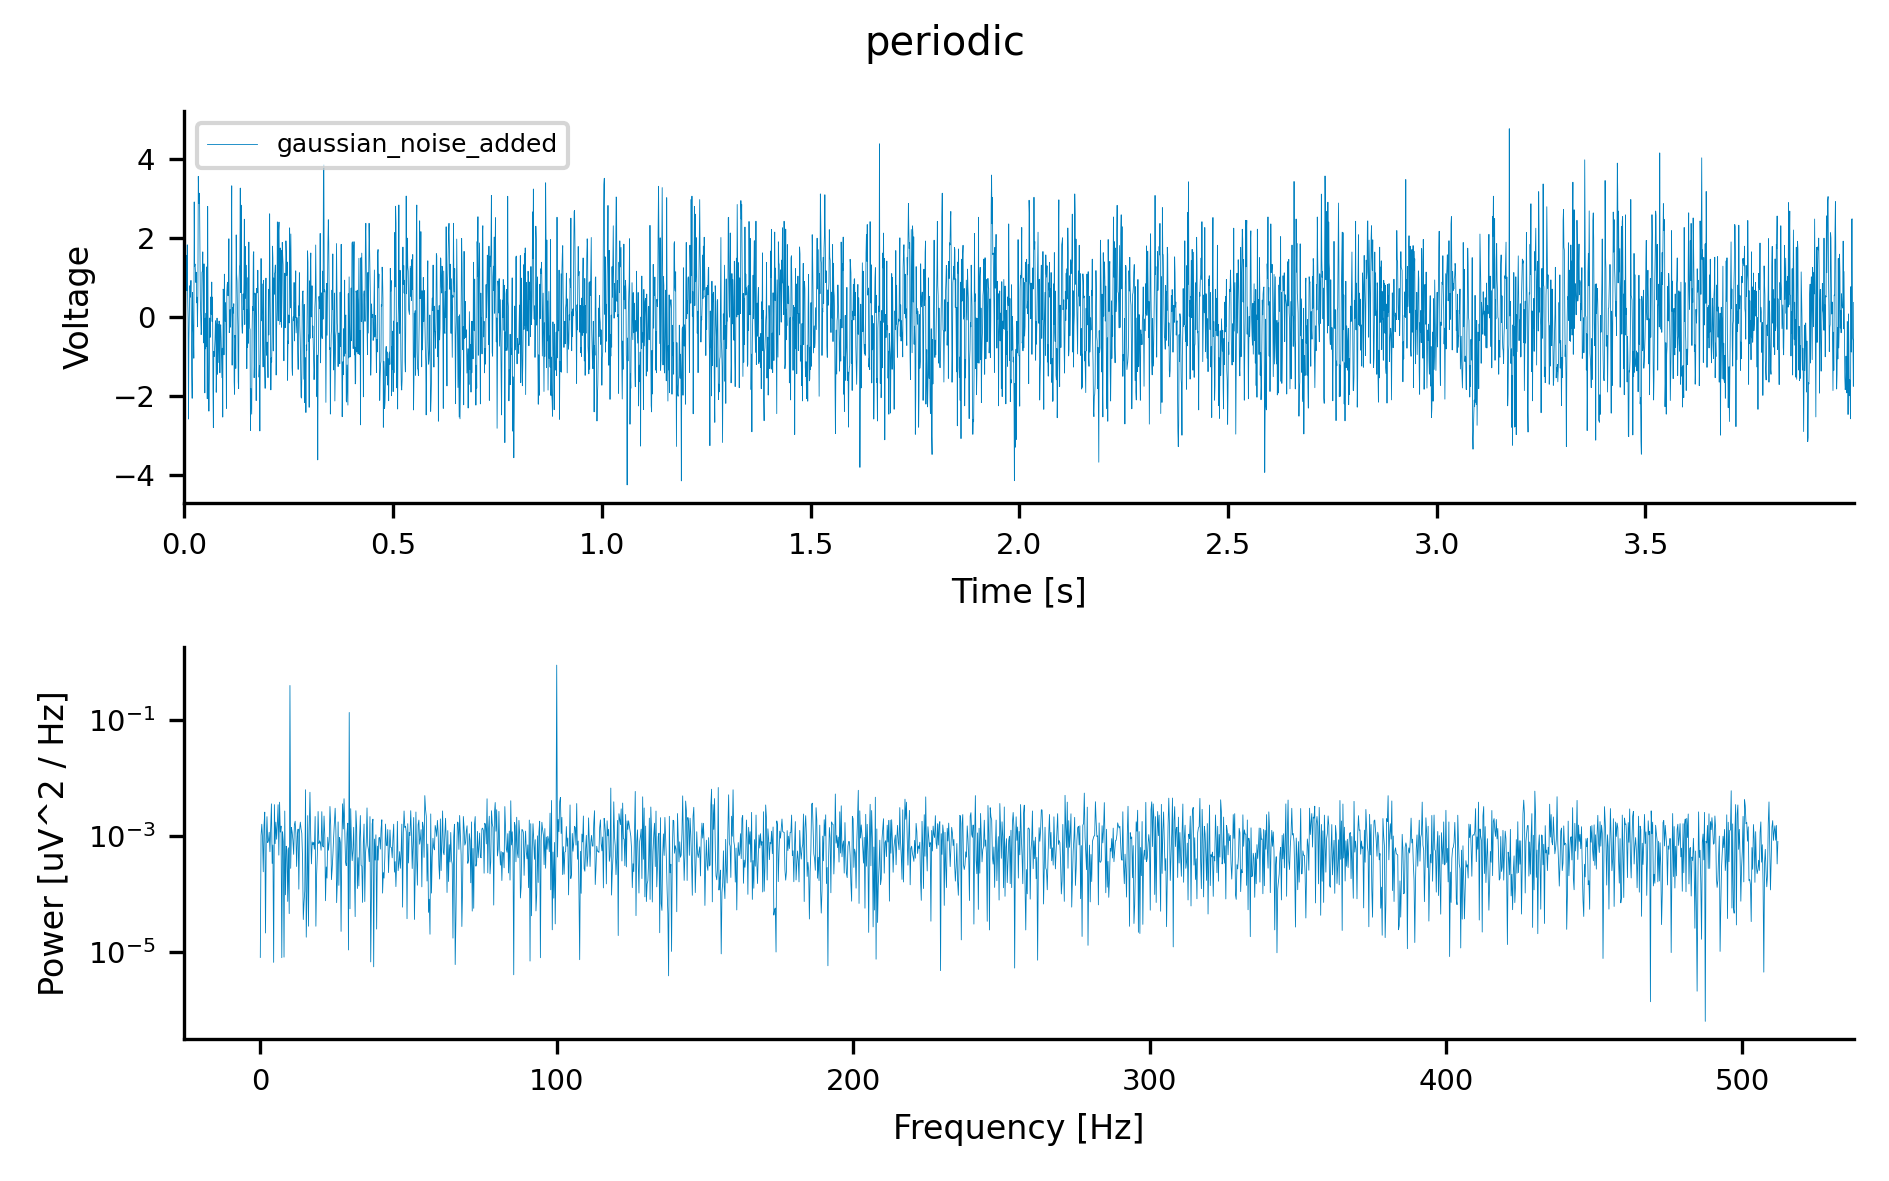 periodic
gaussian_noise_added
Voltage
4
2
0
−2
−4
0.0 0.5 1.0 1.5 2.0 2.5 3.0 3.5
Time [s]
Power [uV^2 / Hz]
10⁻¹
10⁻³
10⁻⁵
0 100 200 300 400 500
Frequency [Hz]